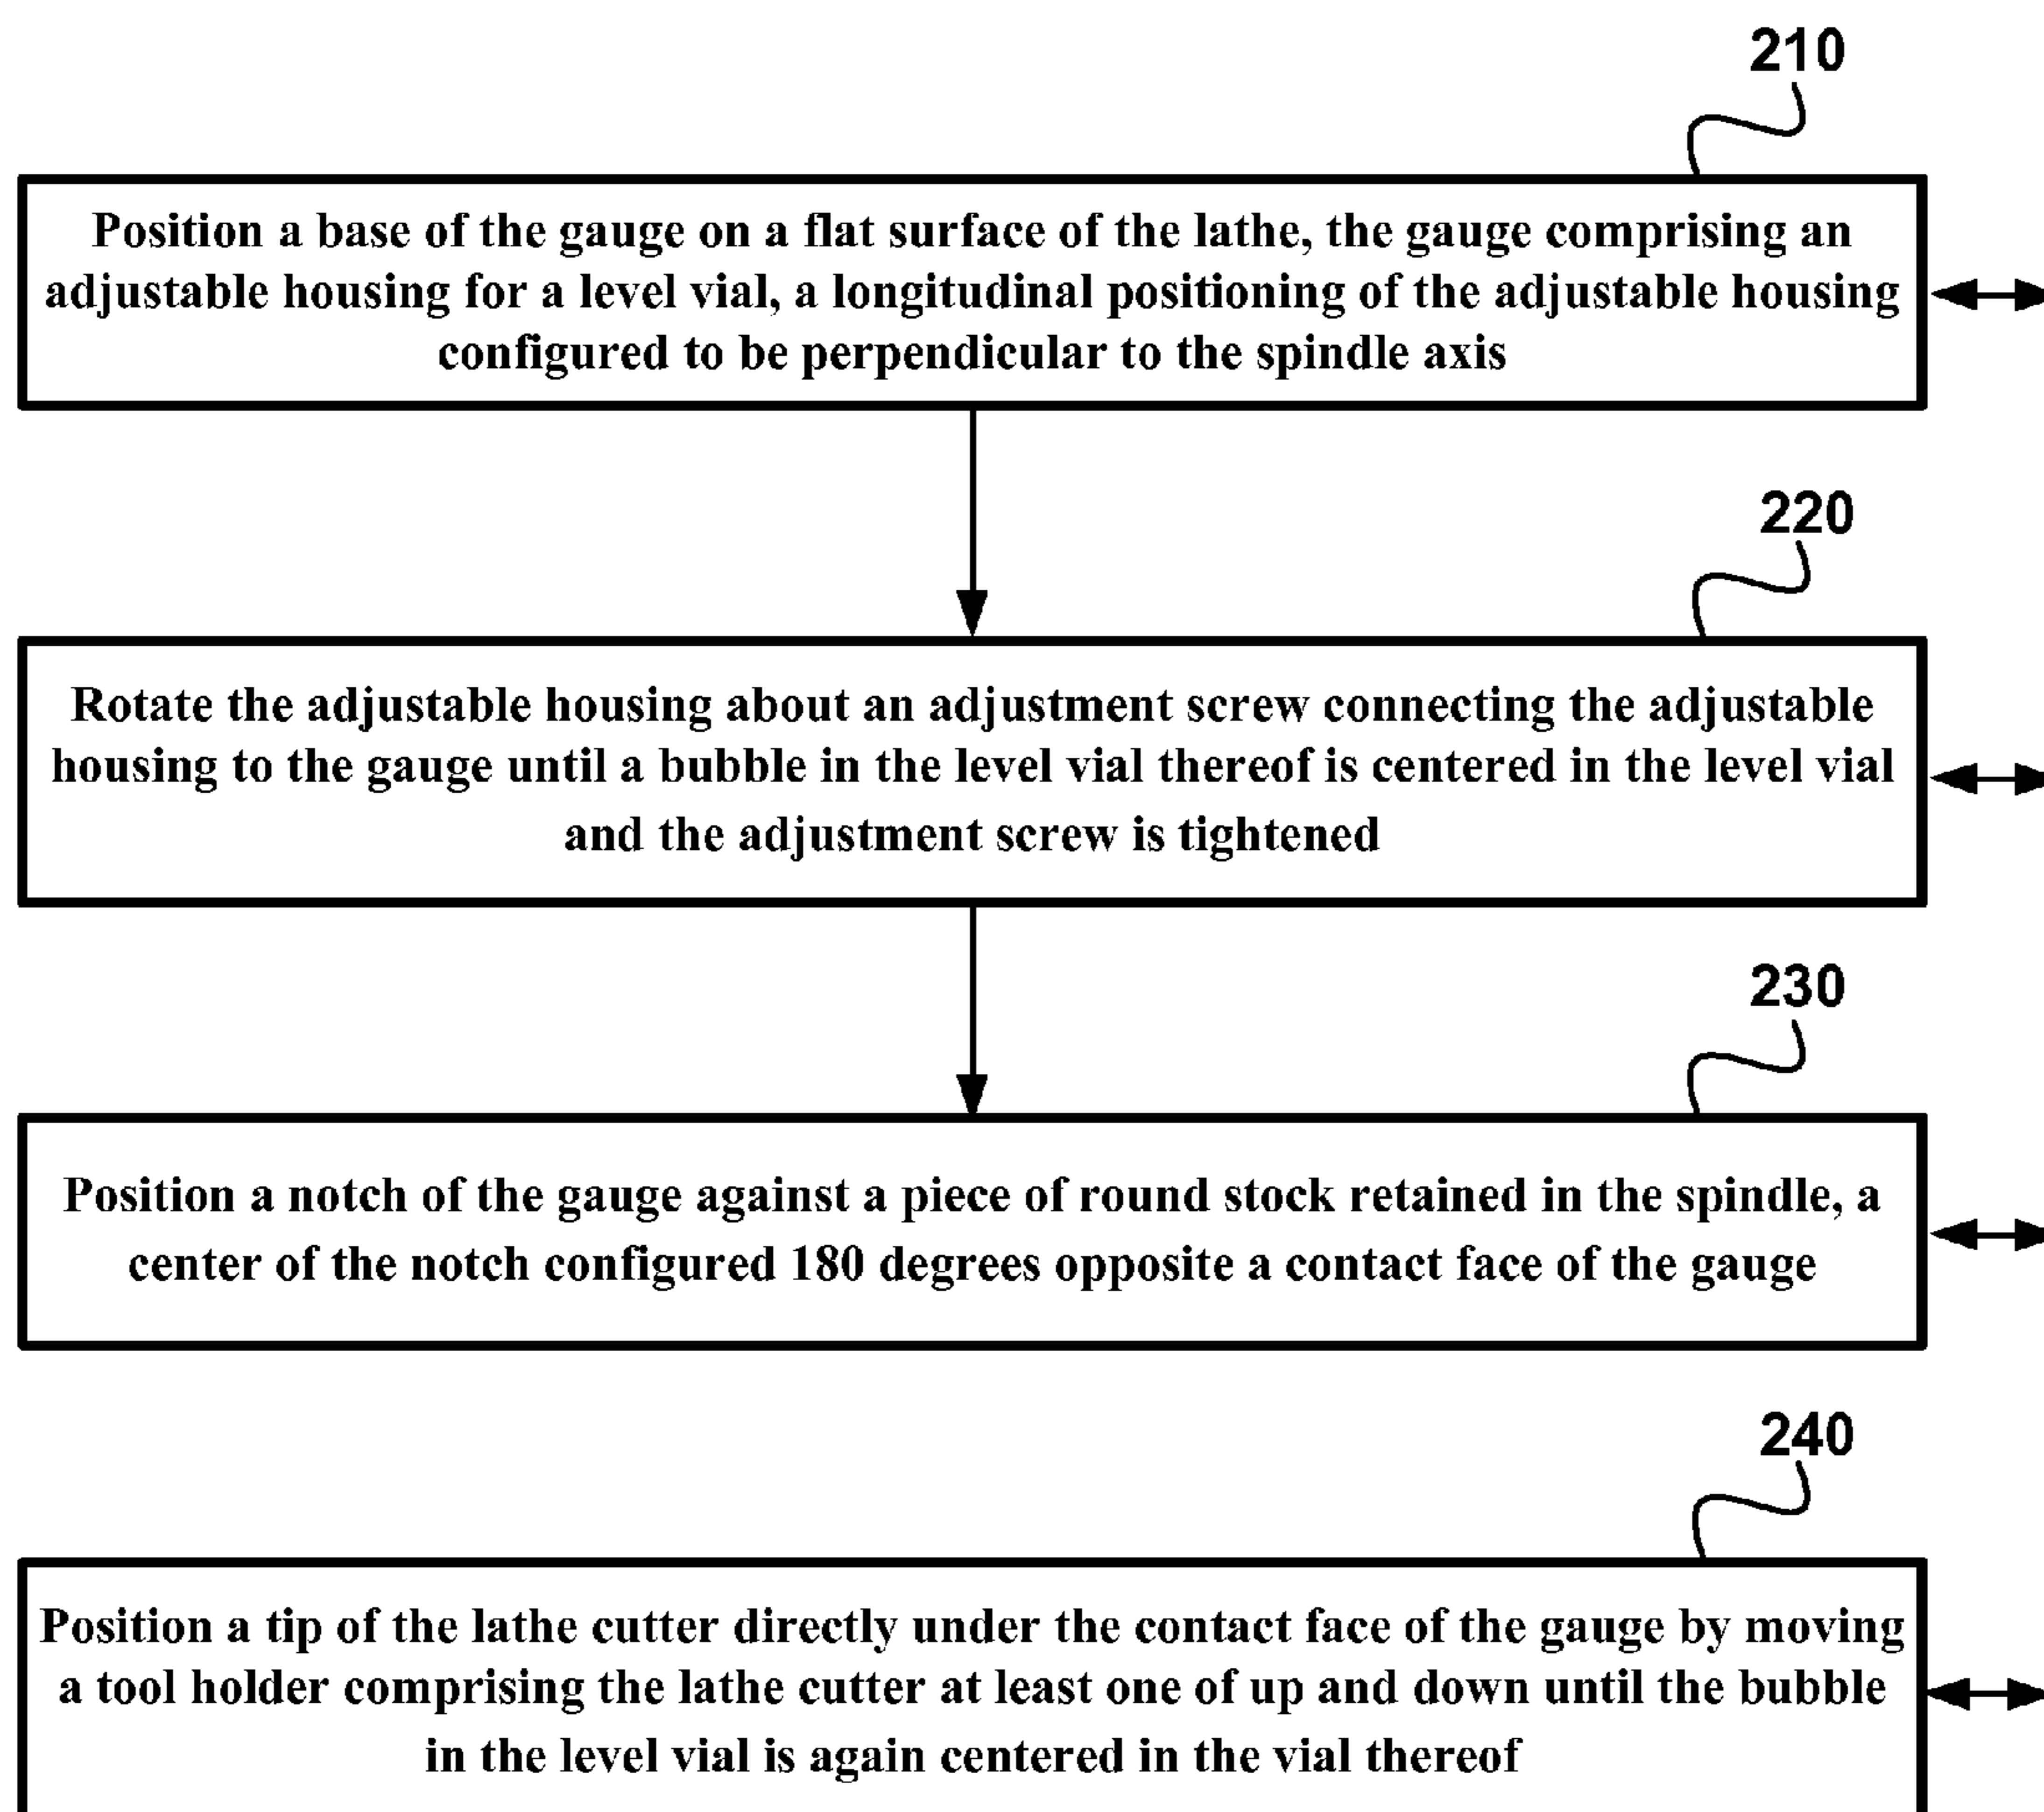 210
Position a base of the gauge on a flat surface of the lathe, the gauge comprising an
adjustable housing for a level vial, a longitudinal positioning of the adjustable housing
configured to be perpendicular to the spindle axis
220
Rotate the adjustable housing about an adjustment screw connecting the adjustable
housing to the gauge until a bubble in the level vial thereof is centered in the level vial
and the adjustment screw is tightened
230
Position a notch of the gauge against a piece of round stock retained in the spindle, a
center of the notch configured 180 degrees opposite a contact face of the gauge
240
Position a tip of the lathe cutter directly under the contact face of the gauge by moving
a tool holder comprising the lathe cutter at least one of up and down until the bubble
in the level vial is again centered in the vial thereof